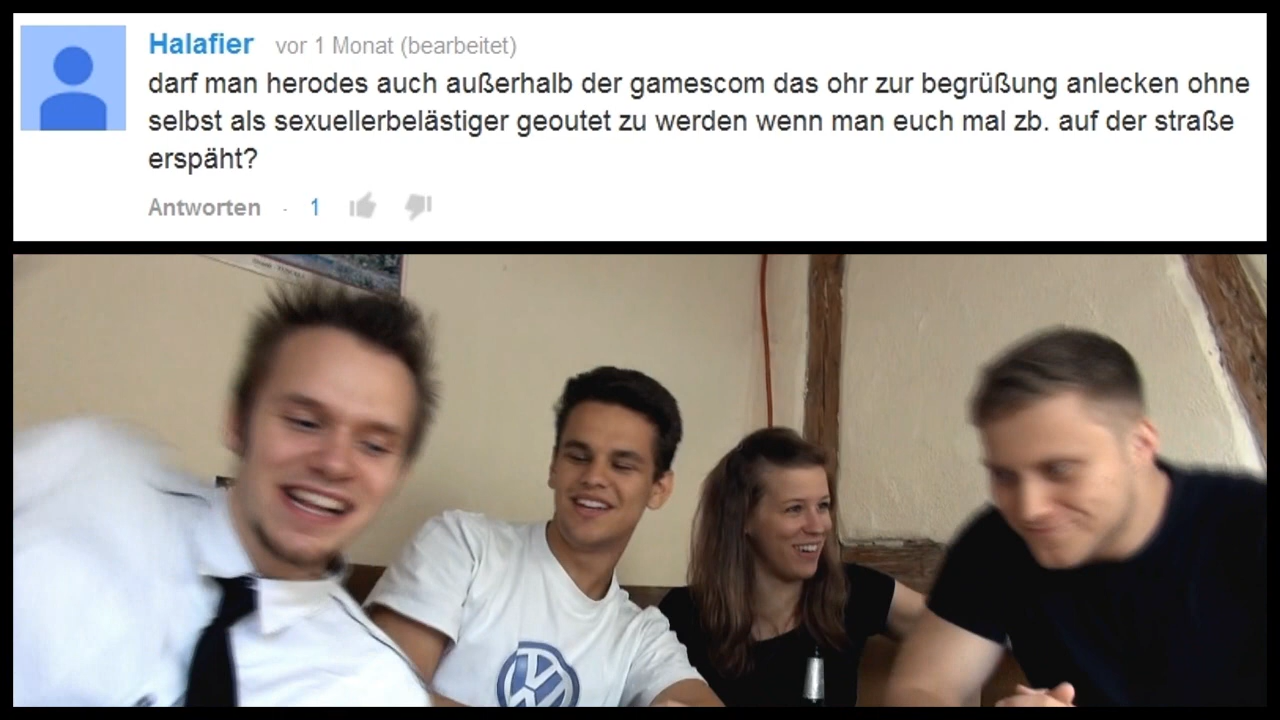 Halafier vor 1 Monat (bearbeitet)
darf man herodes auch außerhalb der gamescom das ohr zur begrüßung anlecken ohne
selbst als sexuellerbelästiger geoutet zu werden wenn man euch mal zb. auf der straße
erspäht?
Antworten · 1